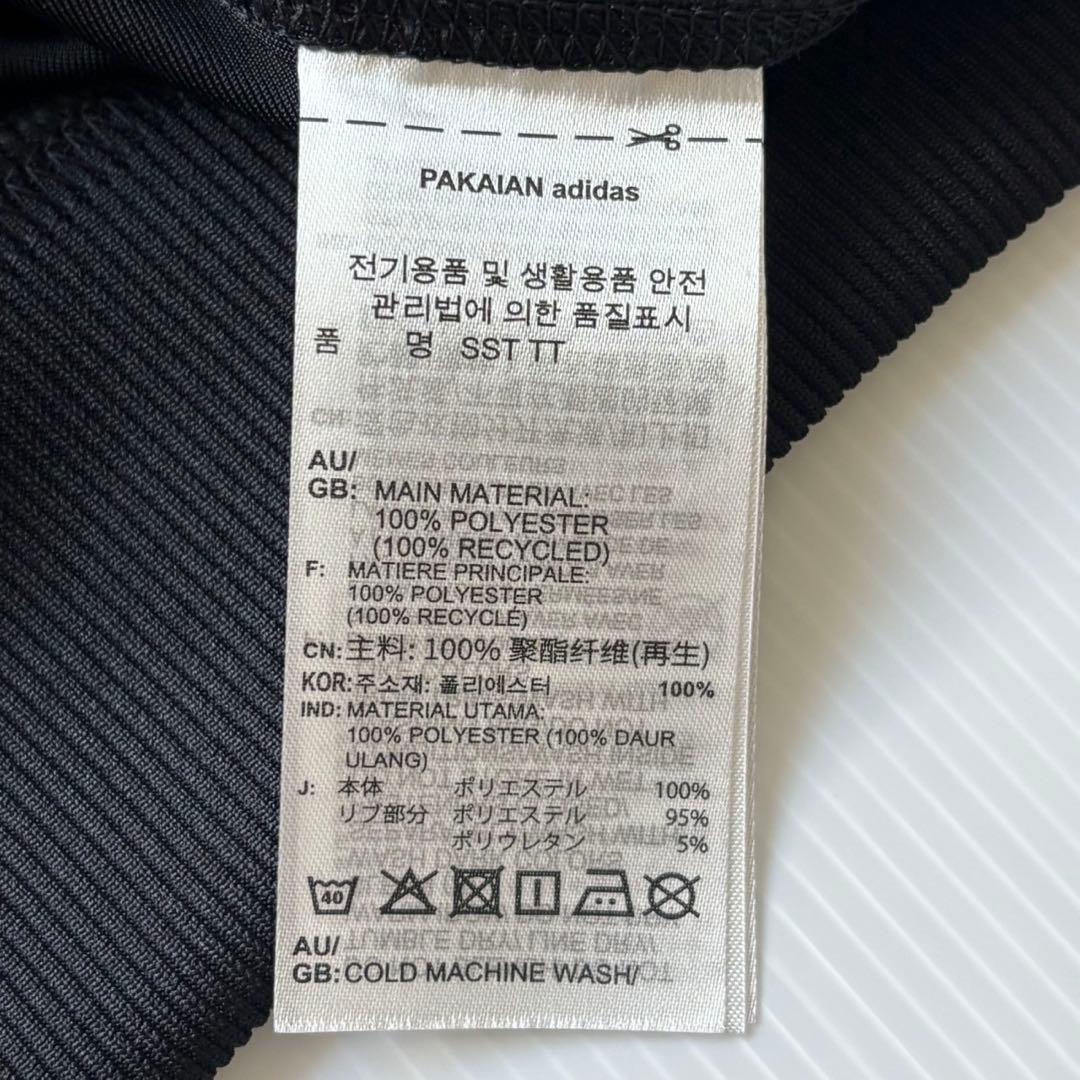 PAKAIAN adidas
전기용품 및 생활용품 안전
관리법에 의한 품질표시
품 명 SST TT
AU/
GB: MAIN MATERIAL:
100% POLYESTER
(100% RECYCLED)
F: MATIERE PRINCIPALE:
100% POLYESTER
(100% RECYCLÉ)
CN: 主料: 100% 聚酯纤维(再生)
KOR: 주소재: 폴리에스터 100%
IND: MATERIAL UTAMA:
100% POLYESTER (100% DAUR
ULANG)
J: 本体 ポリエステル 100%
リブ部分 ポリエステル 95%
ポリウレタン 5%
40
AU/
GB: COLD MACHINE WASH/